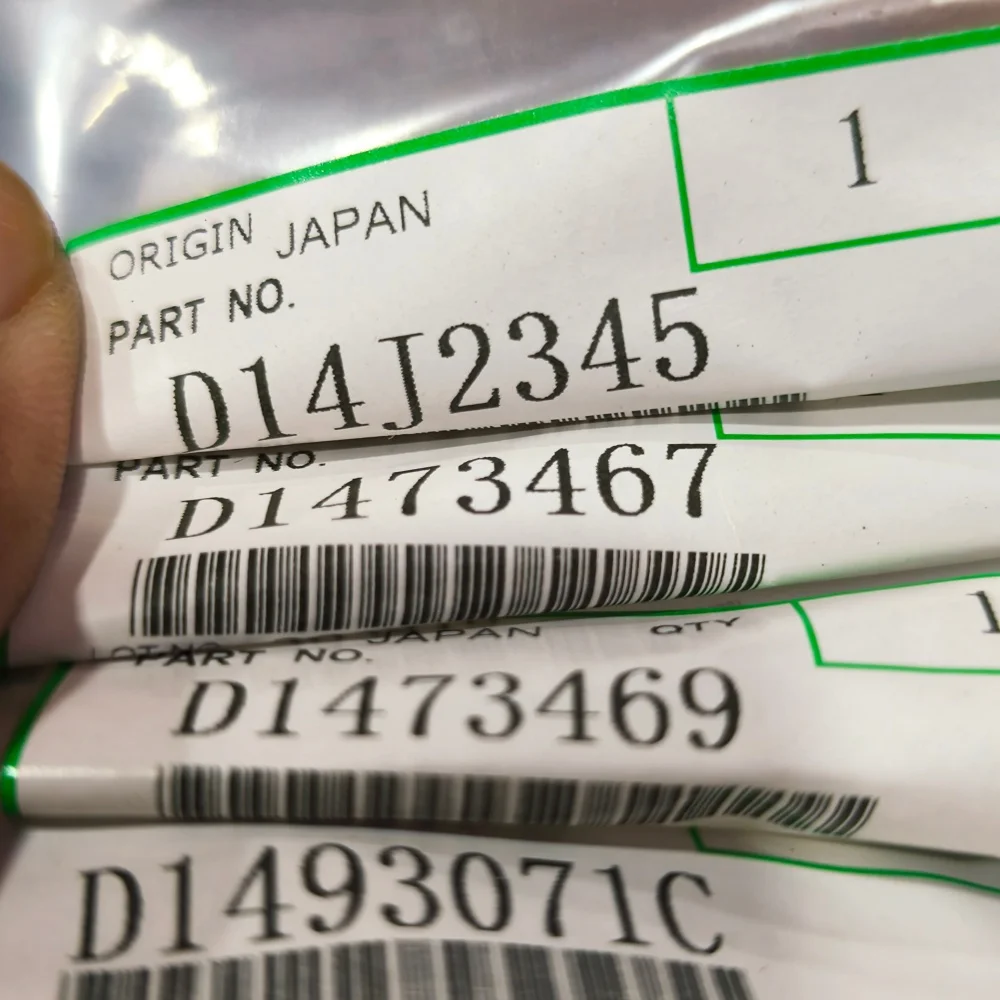 ORIGIN JAPAN
1
PART NO.
D14J2345
PART NO.
D1473467
JAPAN QTY
1
PART NO.
D1473469
D1493071C